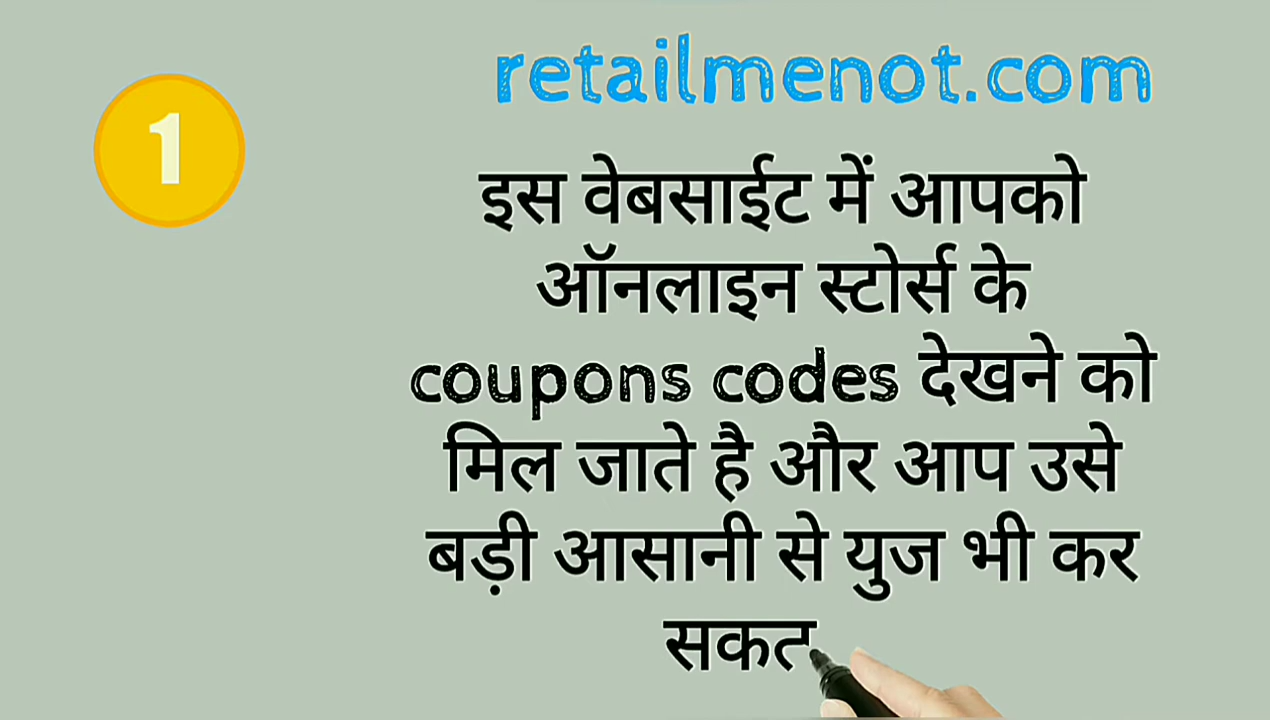 retailmenot.com
1
इस वेबसाईट में आपको
ऑनलाइन स्टोर्स के
coupons codes देखने को
मिल जाते है और आप उसे
बड़ी आसानी से युज भी कर
सकत